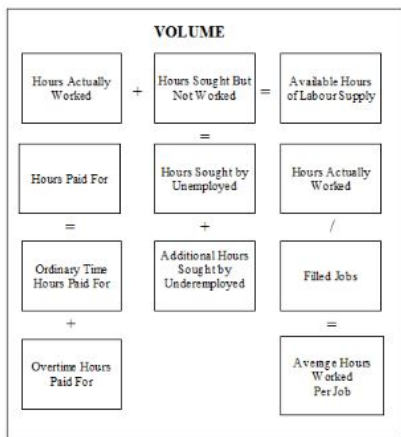 VOLUME
Hours Actually
Worked
+
Hours Sought But
Not Worked
=
Available Hours
of Labour Supply
=
Hours Paid For
Hours Sought by
Unemployed
Hours Actually
Worked
=
+
/
Ordinary Time
Hours Paid For
Additional Hours
Sought by
Underemployed
Filled Jobs
+
=
Overtime Hours
Paid For
Average Hours
Worked
Per Job